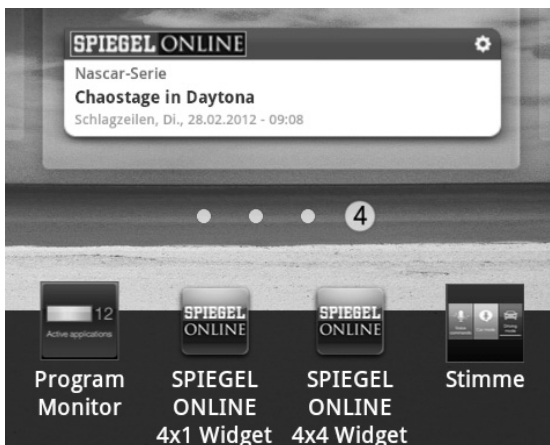 SPIEGEL ONLINE
Nascar-Serie
Chaostage in Daytona
Schlagzeilen, Di., 28.02.2012 - 09:08
4
12
Active applications
SPIEGEL
ONLINE
SPIEGEL
ONLINE
Program
Monitor
SPIEGEL
ONLINE
4x1 Widget
SPIEGEL
ONLINE
4x4 Widget
Stimme